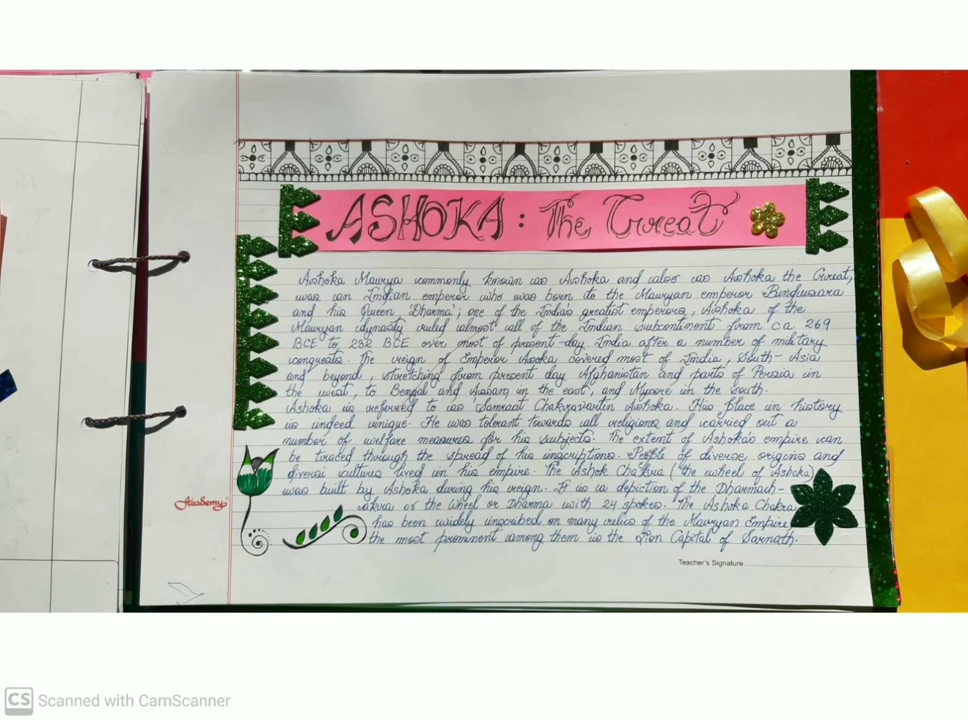 ASHOKA : The Great
Ashoka Maurya commonly known as Ashoka and also as Ashoka the Great,
was an Indian emperor who was born to the Mauryan emperor Bindusara
and his Queen 'Dharma'; one of the India's greatest emperors, Ashoka of the
Mauryan dynasty ruled almost all of the Indian subcontinent from ca. 269
BCE to 232 BCE over most of present-day India after a number of military
conquests. The reign of Emperor Asoka covered most of India, South-Asia
and beyond, stretching from present day Afghanistan and parts of Persia in
the west, to Bengal and Assam in the east, and Mysore in the south.
Ashoka is referred to as Samraat Chakravartin Ashoka. His place in history
is indeed unique. He was tolerant towards all religions and carried out a
number of welfare measures for his subjects. The extent of Ashoka's empire can
be traced through the spread of his inscriptions. People of diverse origins and
diversi cultures lived in his empire. The Ashok Chakra (the wheel of Ashoka)
was built by Ashoka during his reign. It is a depiction of the Dharmach-
akra or the Wheel or Dharma with 24 spokes. The Ashoka Chakra
has been widely inscribed on many relics of the Mauryan Empire
the most prominent among them is the Lion Capital of Sarnath.
Academy
Teacher's Signature
CS Scanned with CamScanner